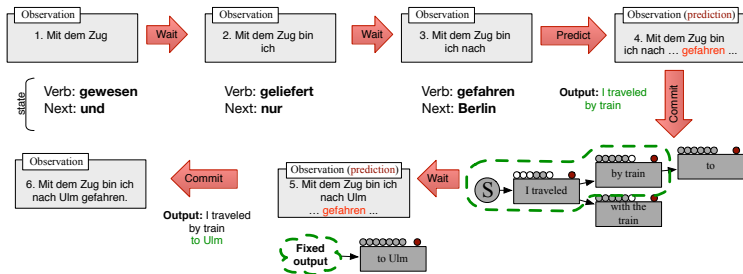 Observation
1. Mit dem Zug
Wait
Observation
2. Mit dem Zug bin
ich
Wait
Observation
3. Mit dem Zug bin
ich nach
Predict
Observation (prediction)
4. Mit dem Zug bin
ich nach ... gefahren ...
state
Verb: gewesen
Next: und
Verb: geliefert
Next: nur
Verb: gefahren
Next: Berlin
Output: I traveled
by train
Commit
S
I traveled
by train
to
with the
train
Wait
Observation (prediction)
5. Mit dem Zug bin ich
nach Ulm
... gefahren ...
Fixed
output
to Ulm
Commit
Output: I traveled
by train
to Ulm
Observation
6. Mit dem Zug bin ich
nach Ulm gefahren.